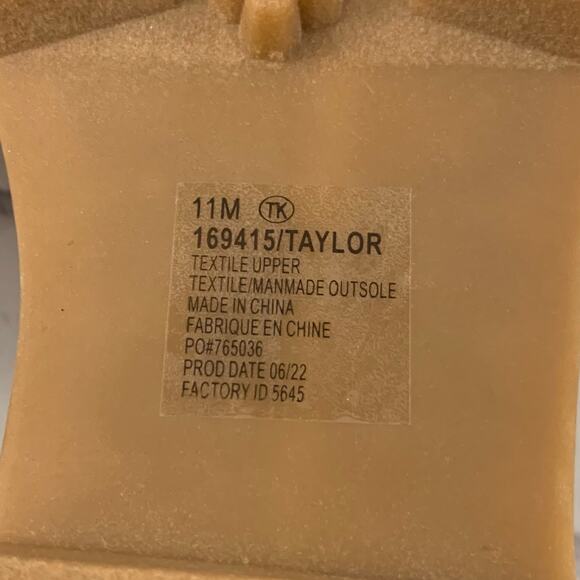 11M TK
169415/TAYLOR
TEXTILE UPPER
TEXTILE/MANMADE OUTSOLE
MADE IN CHINA
FABRIQUE EN CHINE
PO#765036
PROD DATE 06/22
FACTORY ID 5645